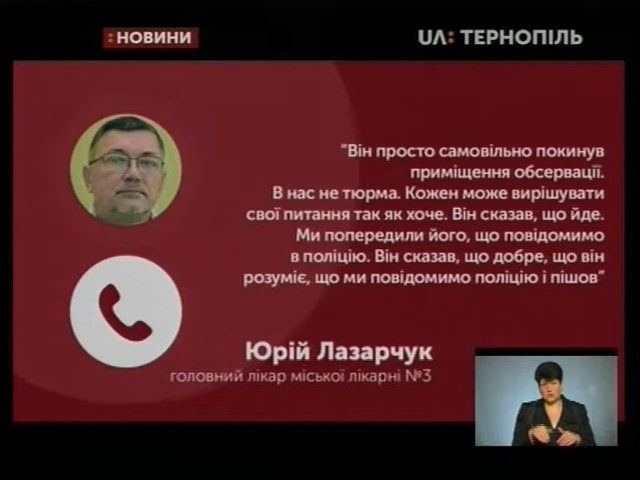 :НОВИНИ
UA: ТЕРНОПІЛЬ
"Він просто самовільно покинув
приміщення обсервації.
В нас не тюрма. Кожен може вирішувати
свої питання так як хоче. Він сказав, що йде.
Ми попередили його, що повідомимо
в поліцію. Він сказав, що добре, що він
розуміє, що ми повідомимо поліцію і пішов"
Юрій Лазарчук
головний лікар міської лікарні №3